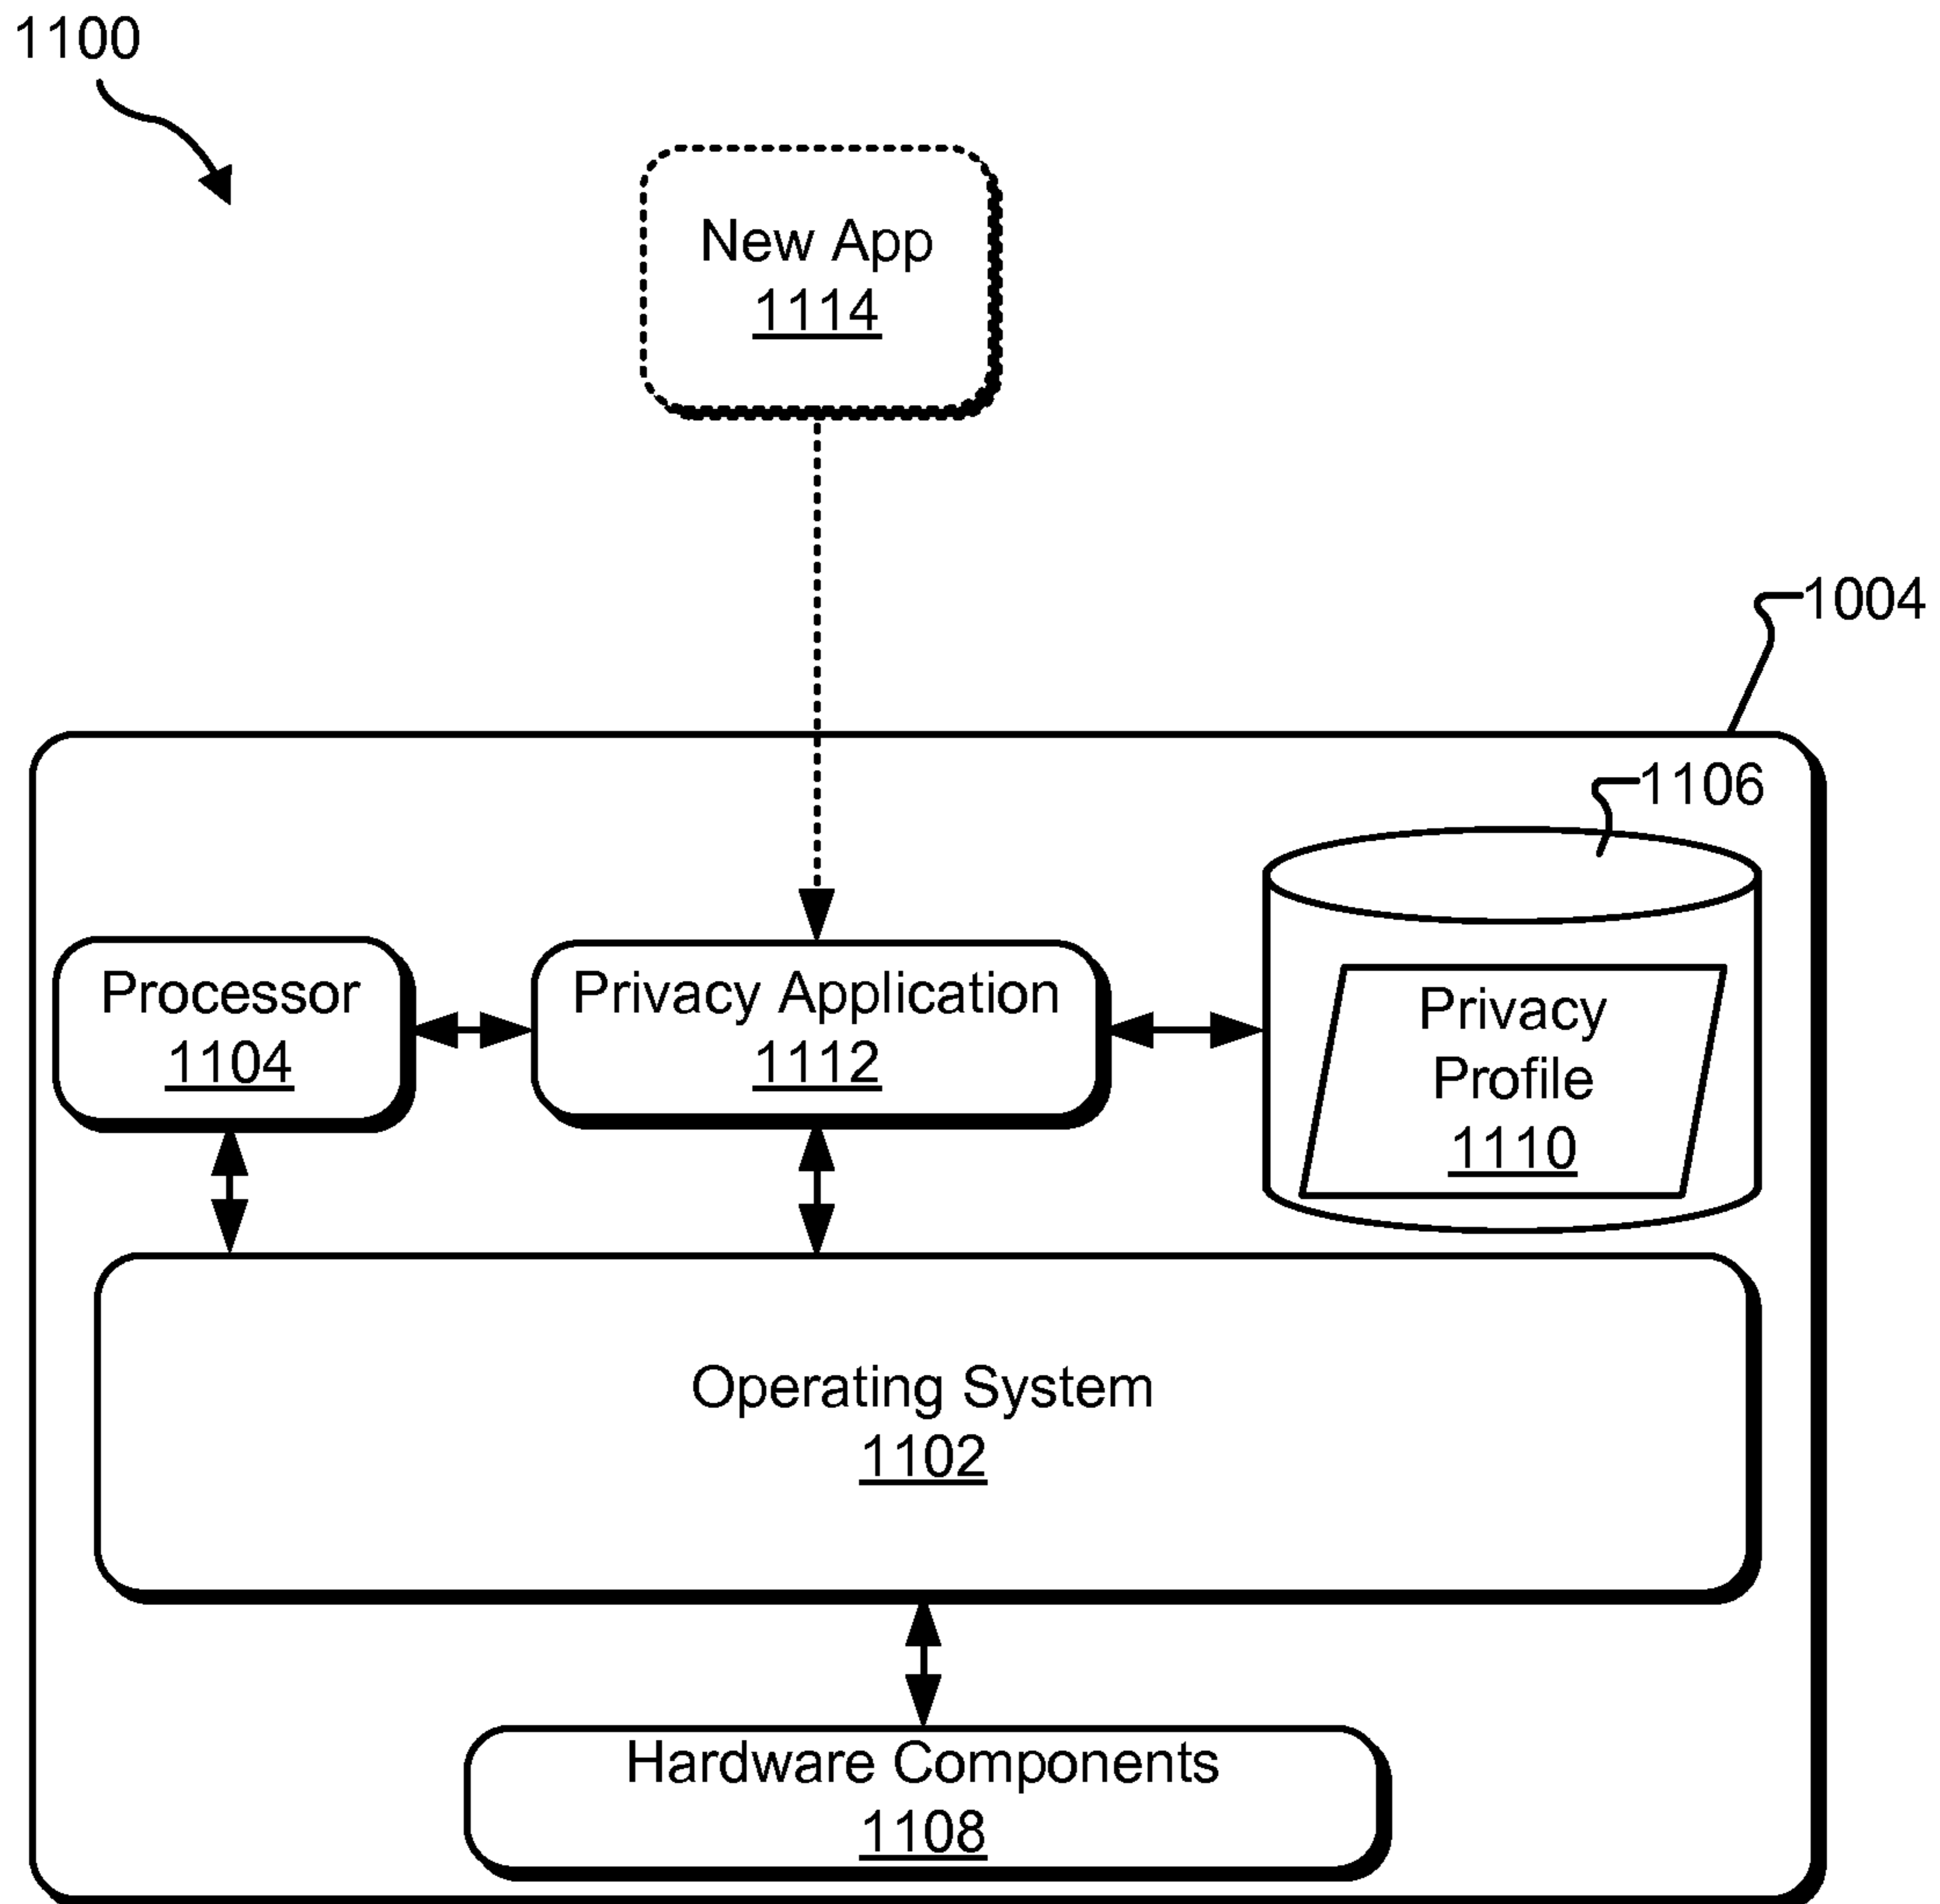 1100
New App
1114
1004
1106
Processor
1104
Privacy Application
1112
Privacy
Profile
1110
Operating System
1102
Hardware Components
1108